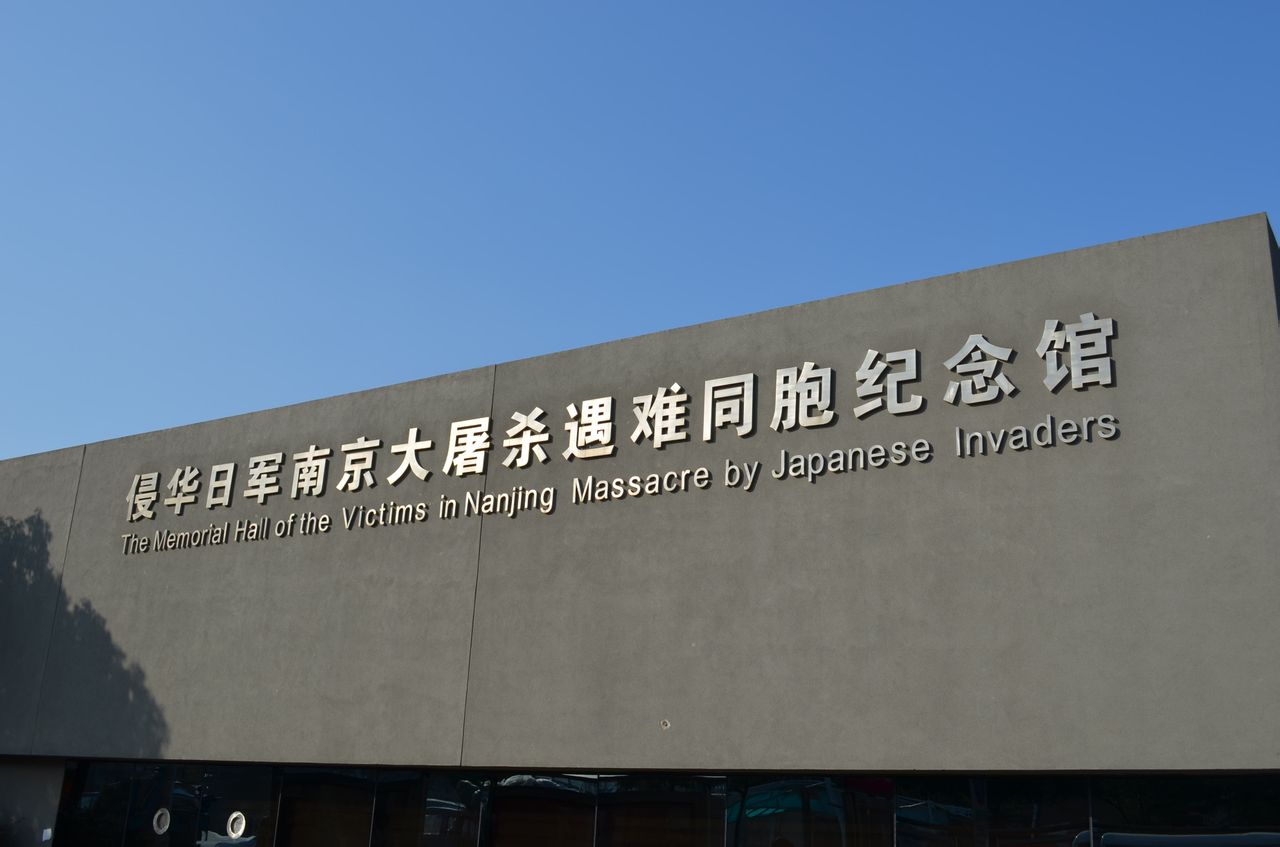 侵华日军南京大屠杀遇难同胞纪念馆
The Memorial Hall of the Victims in Nanjing Massacre by Japanese Invaders